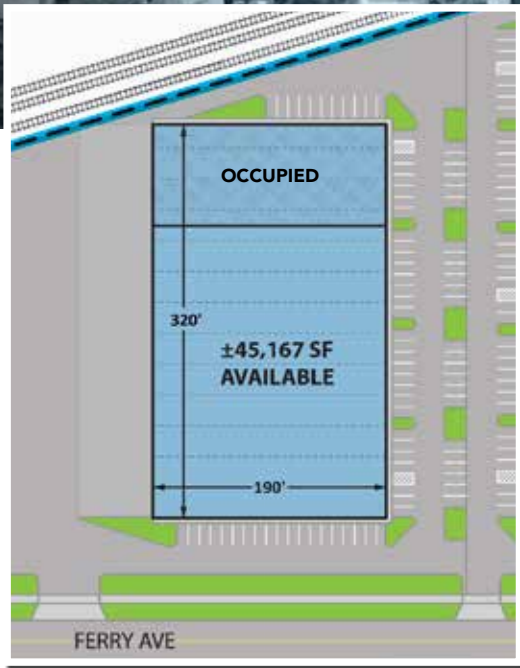 OCCUPIED
320'
±45,167 SF
AVAILABLE
190'
FERRY AVE